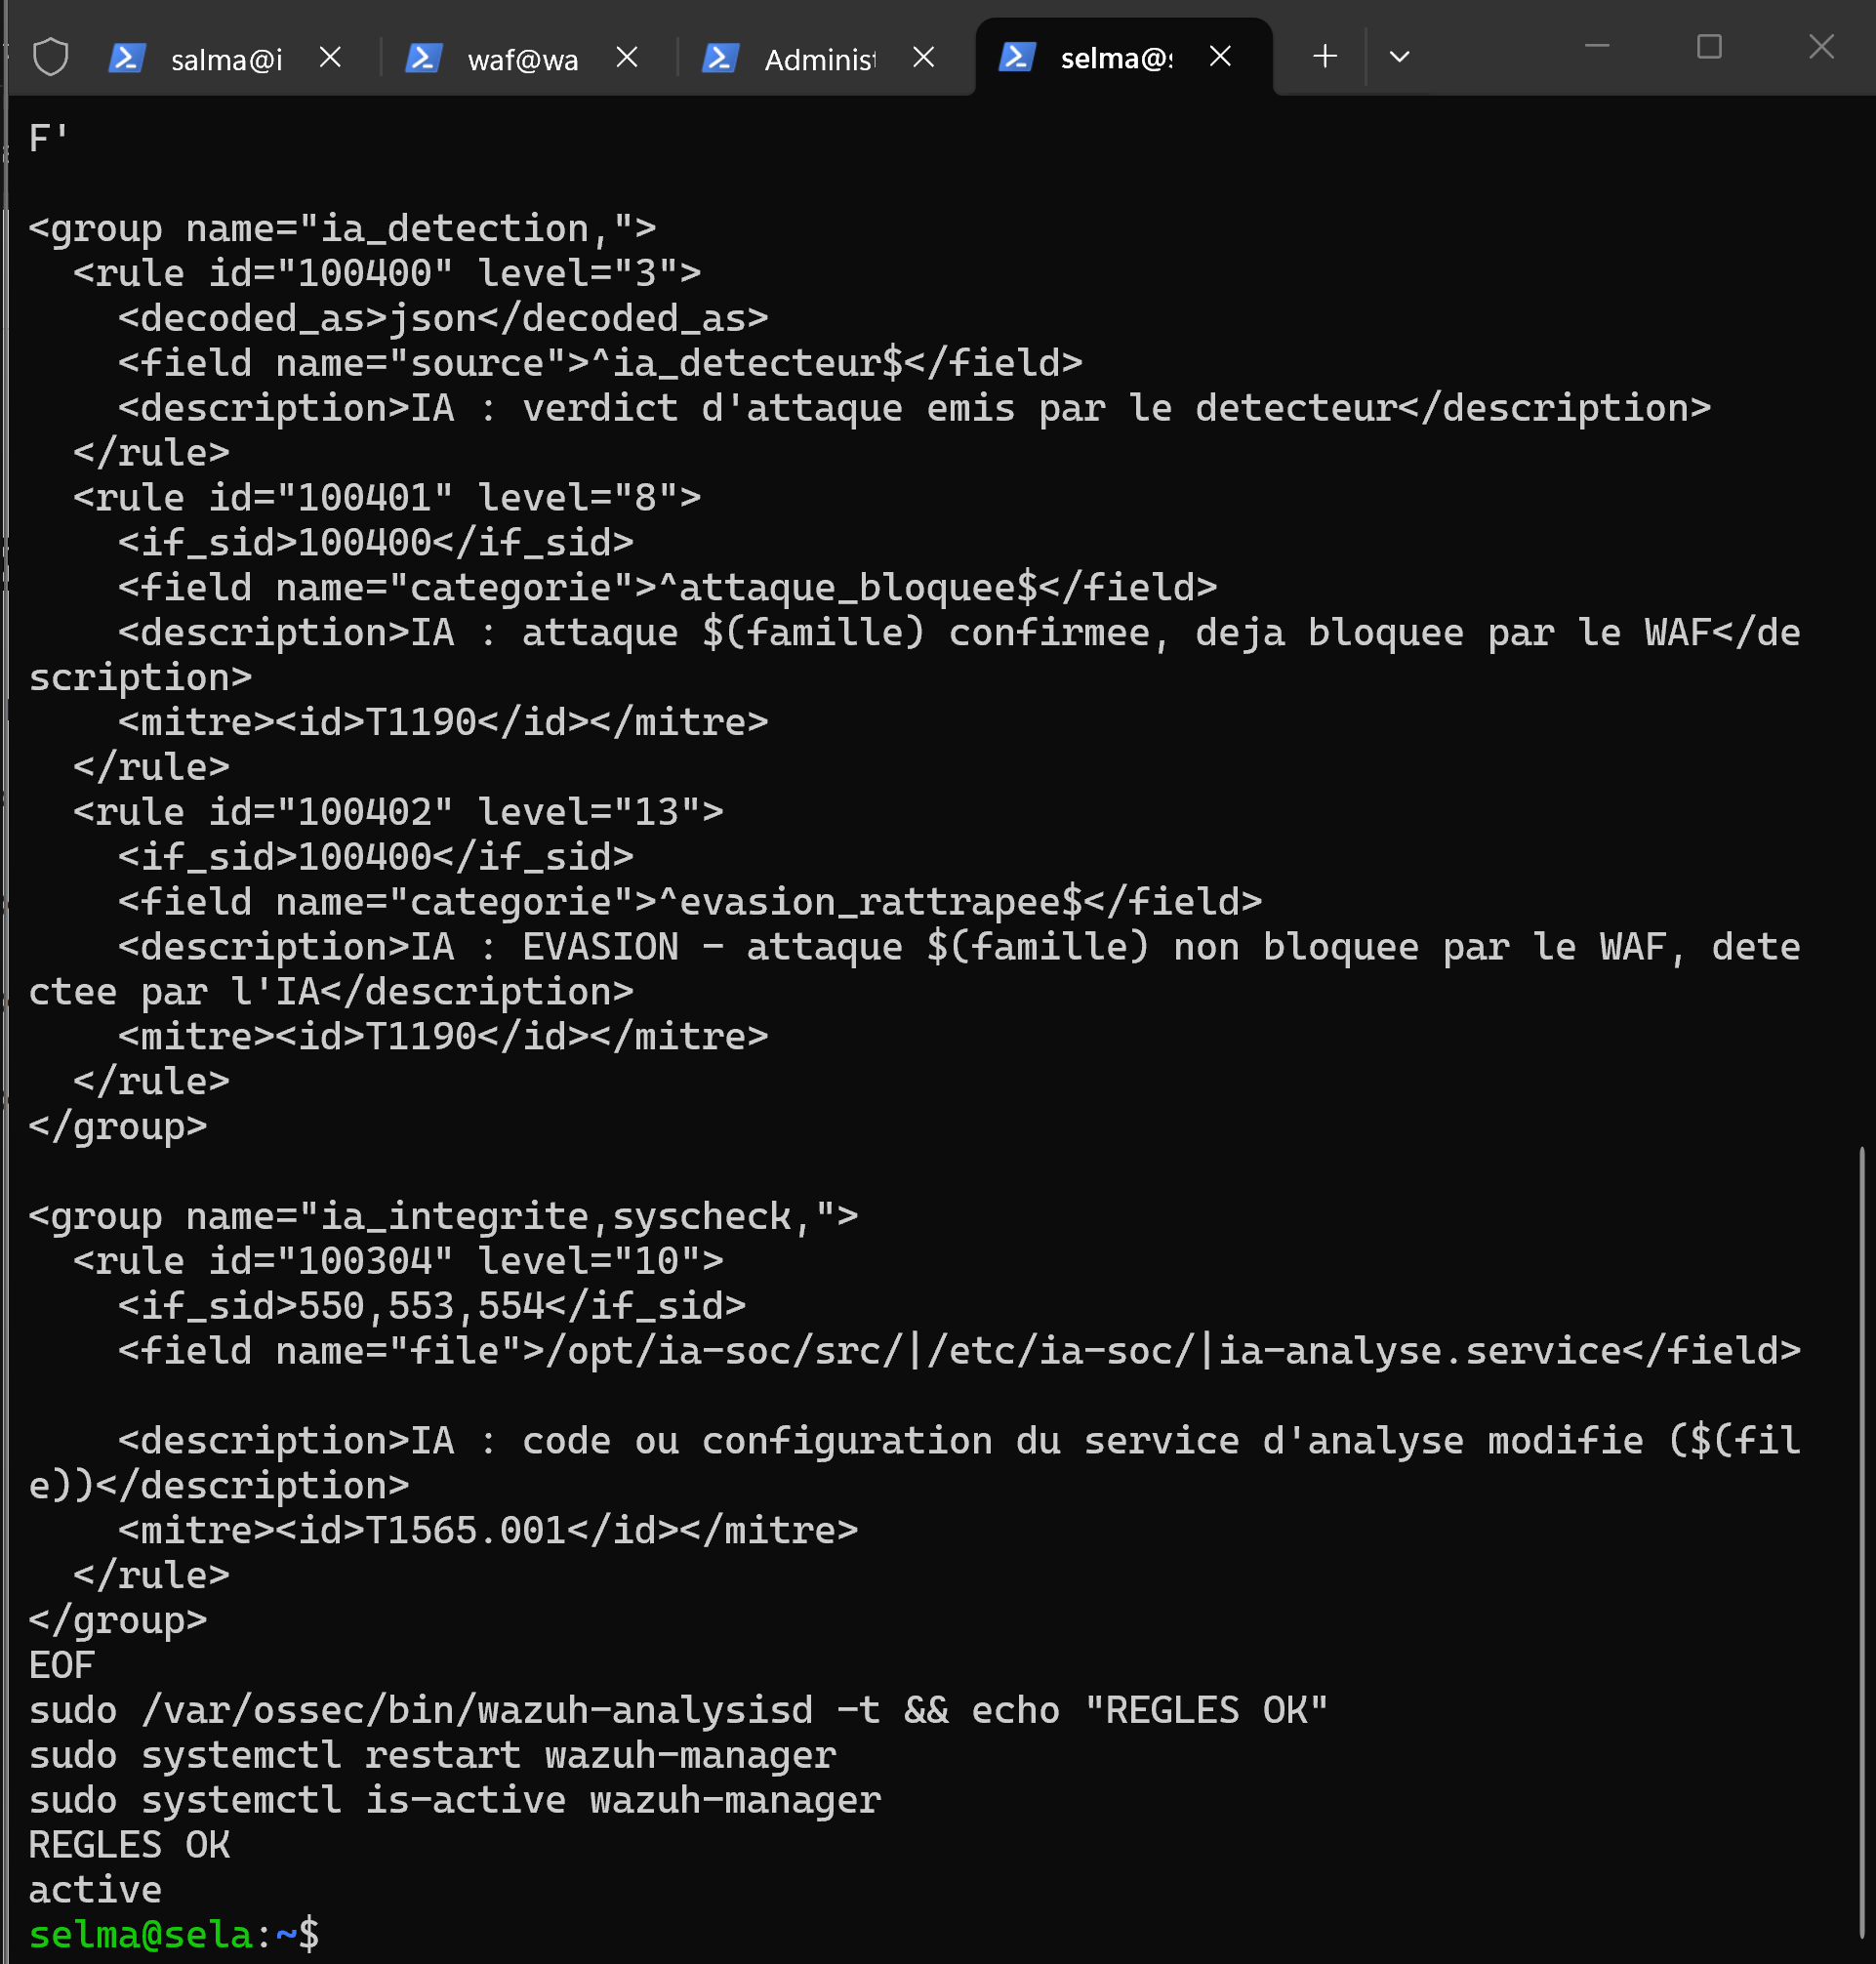 salma@i
waf@wa
Adminis
selma@
F'
<group name="ia_detection,">
  <rule id="100400" level="3">
    <decoded_as>json</decoded_as>
    <field name="source">^ia_detecteur$</field>
    <description>IA : verdict d'attaque emis par le detecteur</description>
  </rule>
  <rule id="100401" level="8">
    <if_sid>100400</if_sid>
    <field name="categorie">^attaque_bloquee$</field>
    <description>IA : attaque $(famille) confirmee, deja bloquee par le WAF</de
scription>
    <mitre><id>T1190</id></mitre>
  </rule>
  <rule id="100402" level="13">
    <if_sid>100400</if_sid>
    <field name="categorie">^evasion_rattrapee$</field>
    <description>IA : EVASION - attaque $(famille) non bloquee par le WAF, dete
ctee par l'IA</description>
    <mitre><id>T1190</id></mitre>
  </rule>
</group>
<group name="ia_integrite,syscheck,">
  <rule id="100304" level="10">
    <if_sid>550,553,554</if_sid>
    <field name="file">/opt/ia-soc/src/|/etc/ia-soc/|ia-analyse.service</field>
    <description>IA : code ou configuration du service d'analyse modifie ($(fil
e))</description>
    <mitre><id>T1565.001</id></mitre>
  </rule>
</group>
EOF
sudo /var/ossec/bin/wazuh-analysisd -t && echo "REGLES OK"
sudo systemctl restart wazuh-manager
sudo systemctl is-active wazuh-manager
REGLES OK
active
selma@sela:~$